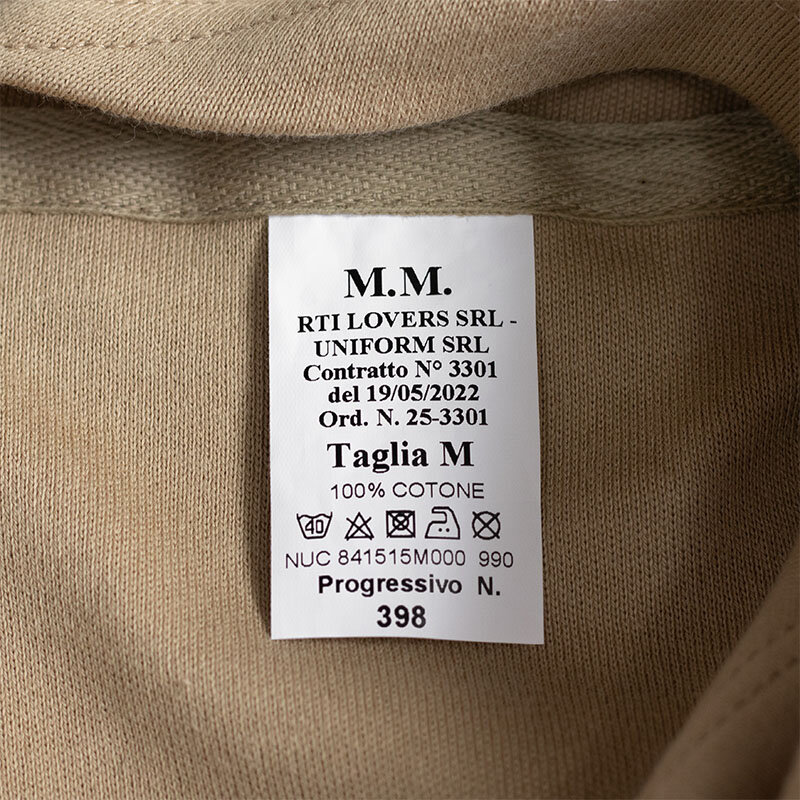 M.M.
RTI LOVERS SRL -
UNIFORM SRL
Contratto N° 3301
del 19/05/2022
Ord. N. 25-3301
Taglia M
100% COTONE
40
NUC 841515M000 990
Progressivo N.
398